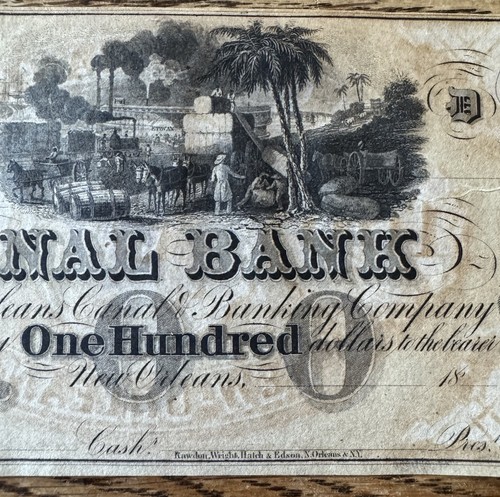 D
NAL BANK
leans Canal & Banking Company
One Hundred dollars to the bearer
New Orleans, 18
Cash.r Pres.t
Rawdon, Wright, Hatch & Edson, N. Orleans & N.Y.